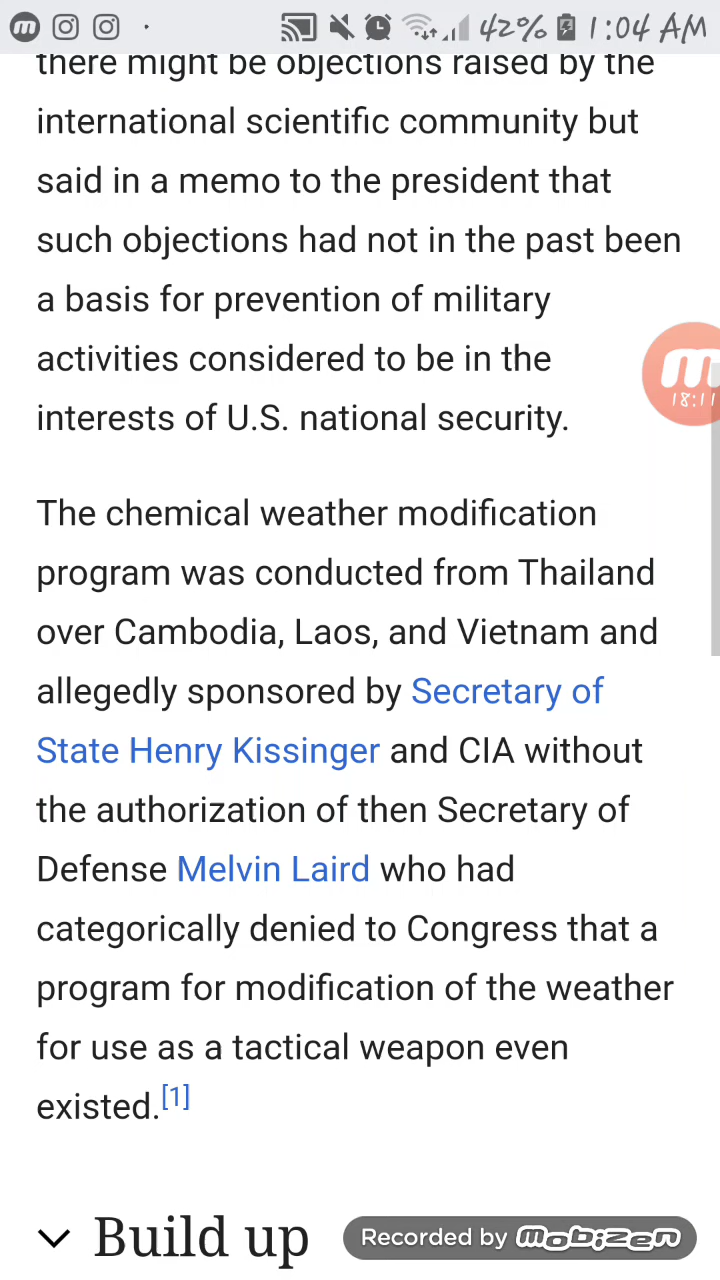 42% 1:04 AM
there might be objections raised by the
international scientific community but
said in a memo to the president that
such objections had not in the past been
a basis for prevention of military
activities considered to be in the
interests of U.S. national security.
18:11
The chemical weather modification
program was conducted from Thailand
over Cambodia, Laos, and Vietnam and
allegedly sponsored by Secretary of
State Henry Kissinger and CIA without
the authorization of then Secretary of
Defense Melvin Laird who had
categorically denied to Congress that a
program for modification of the weather
for use as a tactical weapon even
existed.[1]
Build up
Recorded by mobizen